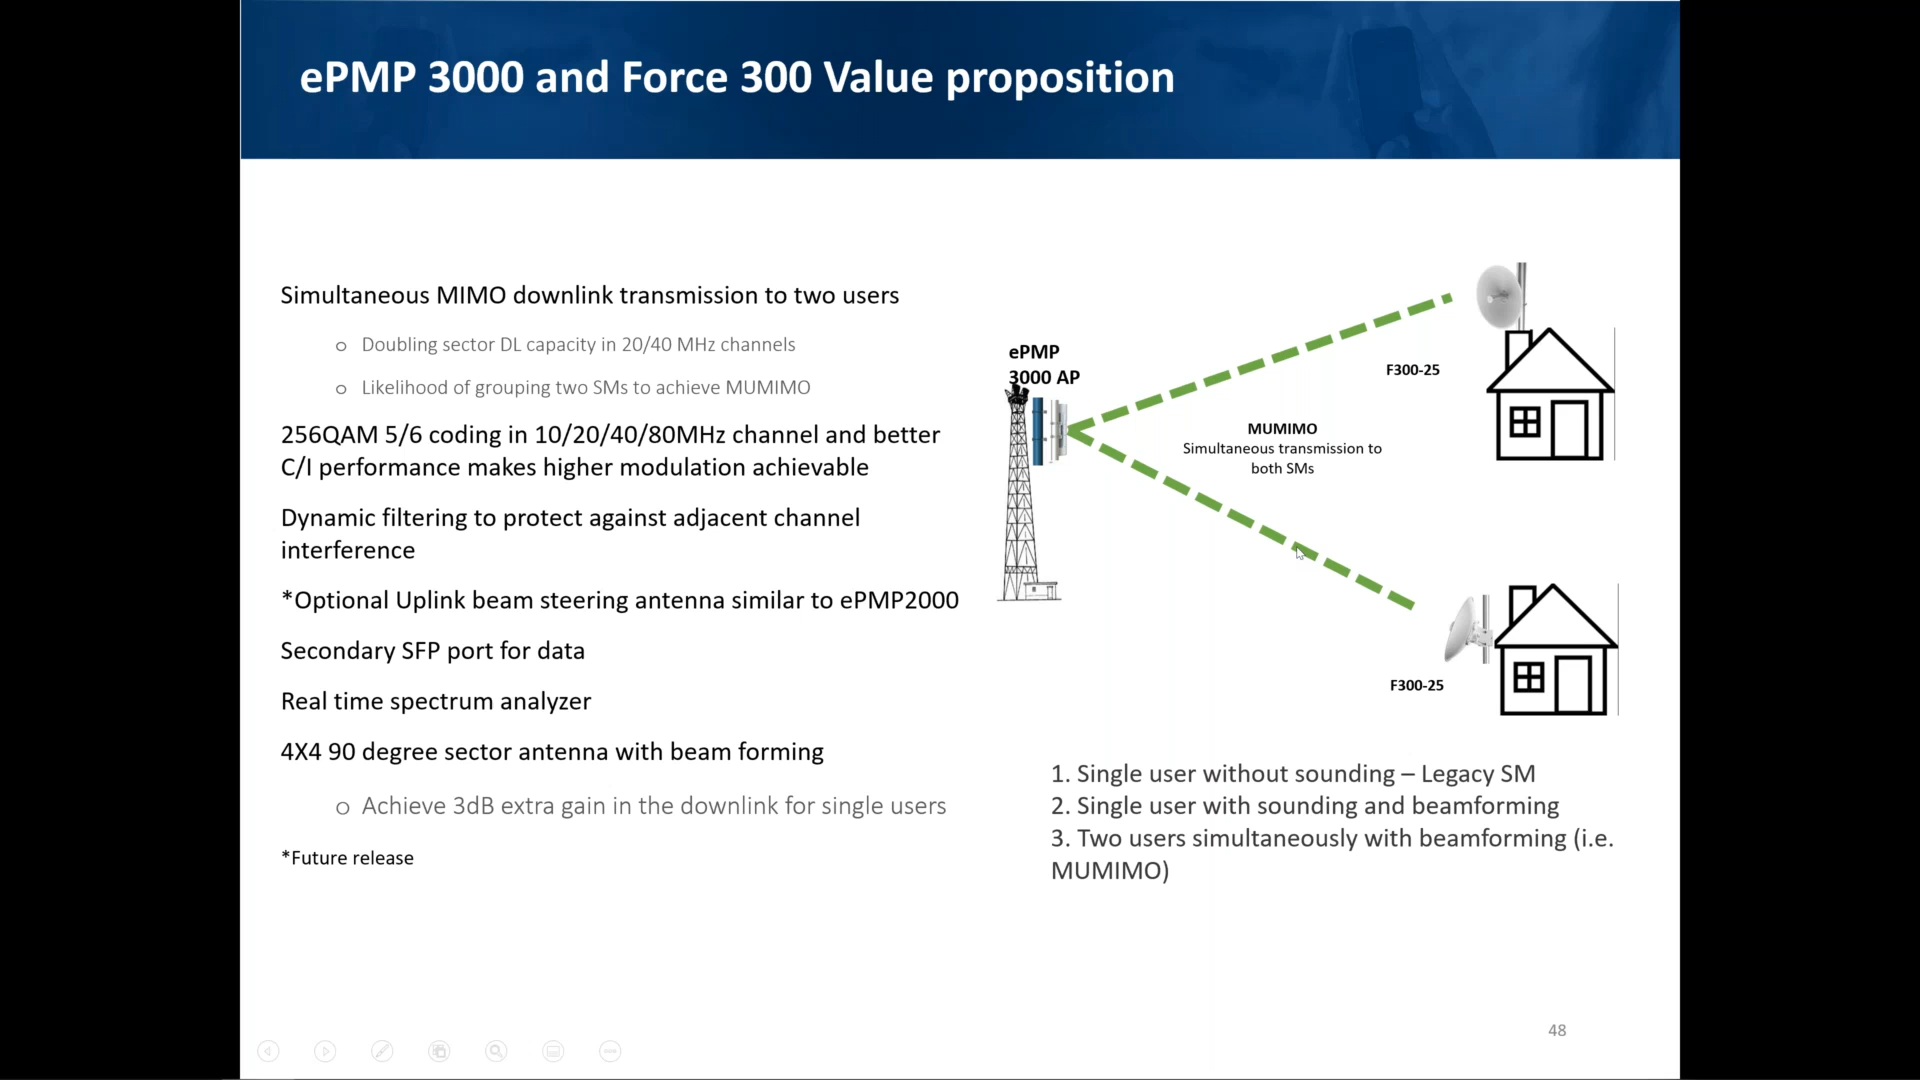 ePMP 3000 and Force 300 Value proposition
Simultaneous MIMO downlink transmission to two users
o Doubling sector DL capacity in 20/40 MHz channels
o Likelihood of grouping two SMs to achieve MUMIMO
256QAM 5/6 coding in 10/20/40/80MHz channel and better
C/I performance makes higher modulation achievable
Dynamic filtering to protect against adjacent channel
interference
*Optional Uplink beam steering antenna similar to ePMP2000
Secondary SFP port for data
Real time spectrum analyzer
4X4 90 degree sector antenna with beam forming
o Achieve 3dB extra gain in the downlink for single users
*Future release
ePMP
3000 AP
F300-25
MUMIMO
Simultaneous transmission to
both SMs
F300-25
1. Single user without sounding – Legacy SM
2. Single user with sounding and beamforming
3. Two users simultaneously with beamforming (i.e.
MUMIMO)
48